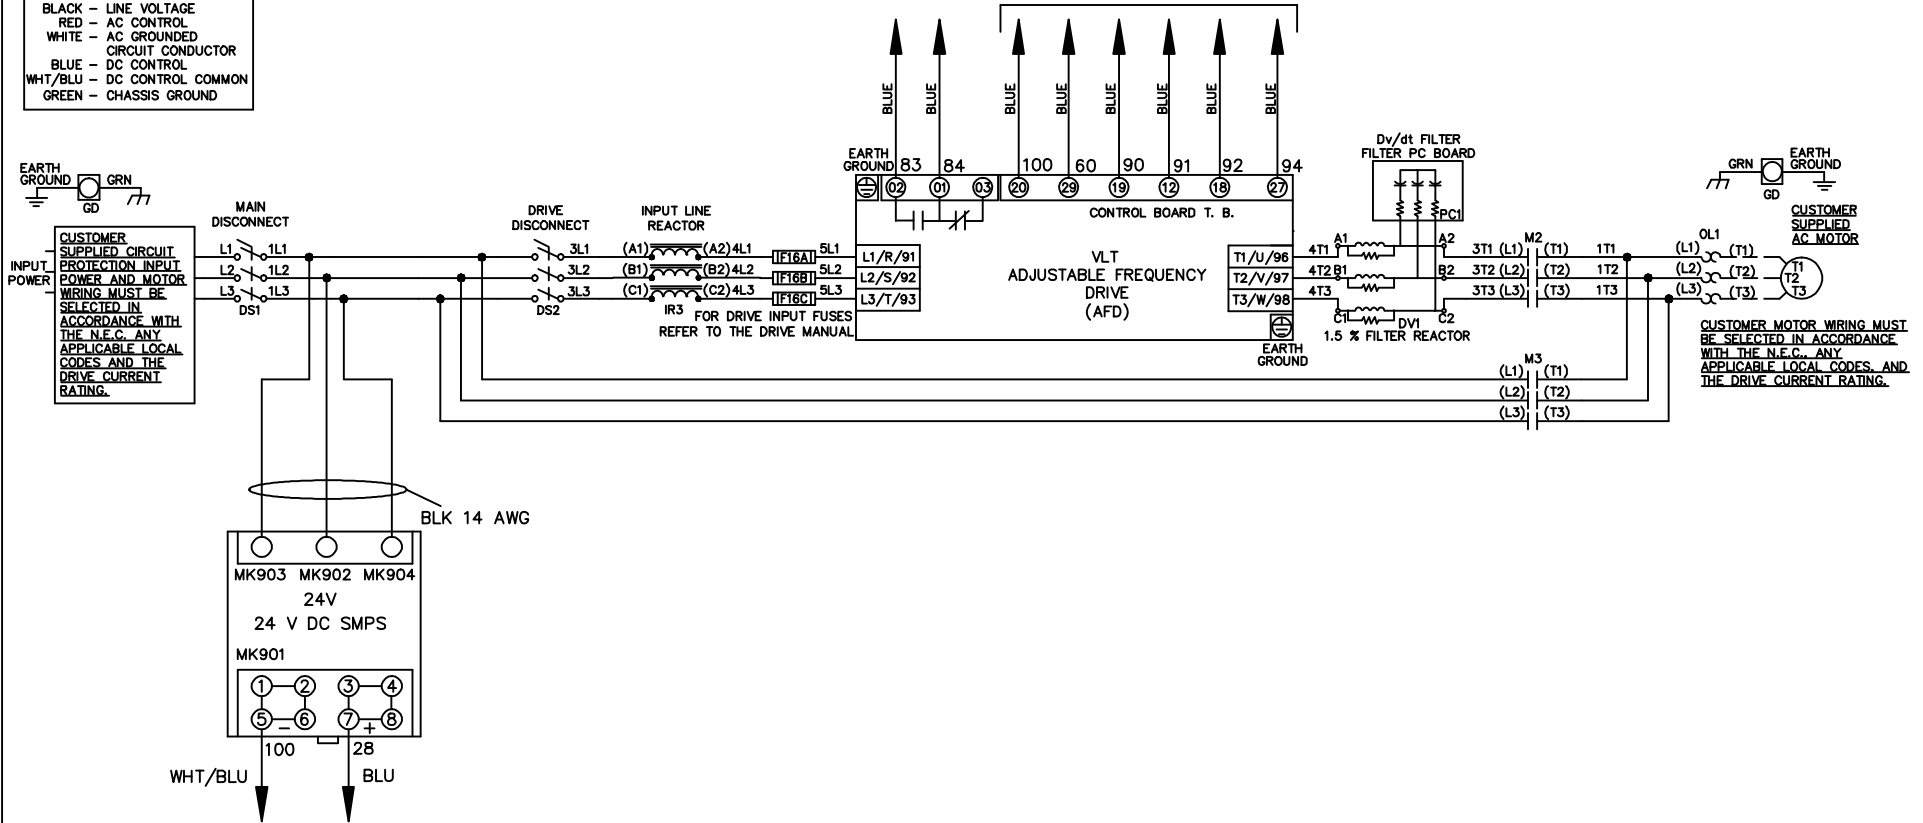 BLACK – LINE VOLTAGE
RED – AC CONTROL
WHITE – AC GROUNDED
CIRCUIT CONDUCTOR
BLUE – DC CONTROL
WHT/BLU – DC CONTROL COMMON
GREEN – CHASSIS GROUND
EARTH
GROUND
GRN
GD
INPUT
POWER
CUSTOMER
SUPPLIED CIRCUIT
PROTECTION INPUT
POWER AND MOTOR
WIRING MUST BE
SELECTED IN
ACCORDANCE WITH
THE N.E.C. ANY
APPLICABLE LOCAL
CODES AND THE
DRIVE CURRENT
RATING.
MAIN
DISCONNECT
L1 1L1
L2 1L2
L3 1L3
DS1
DRIVE
DISCONNECT
3L1
3L2
3L3
DS2
INPUT LINE
REACTOR
(A1) (A2) 4L1
(B1) (B2) 4L2
(C1) (C2) 4L3
IR3
F16A 5L1
F16B 5L2
F16C 5L3
FOR DRIVE INPUT FUSES
REFER TO THE DRIVE MANUAL
BLUE BLUE BLUE BLUE BLUE BLUE BLUE BLUE
EARTH
GROUND
83 84 100 60 90 91 92 94
02 01 03 20 29 19 12 18 27
CONTROL BOARD T. B.
L1/R/91
L2/S/92
L3/T/93
VLT
ADJUSTABLE FREQUENCY
DRIVE
(AFD)
T1/U/96
T2/V/97
T3/W/98
EARTH
GROUND
Dv/dt FILTER
FILTER PC BOARD
PC1
4T1 A1 A2
4T2 B1 B2
4T3 C1 C2
DV1
1.5 % FILTER REACTOR
M2
3T1 (L1) (T1) 1T1
3T2 (L2) (T2) 1T2
3T3 (L3) (T3) 1T3
M3
(L1) (T1)
(L2) (T2)
(L3) (T3)
OL1
(L1) (T1)
(L2) (T2)
(L3) (T3)
T1
T2
T3
GRN
GD
EARTH
GROUND
CUSTOMER
SUPPLIED
AC MOTOR
CUSTOMER MOTOR WIRING MUST
BE SELECTED IN ACCORDANCE
WITH THE N.E.C., ANY
APPLICABLE LOCAL CODES, AND
THE DRIVE CURRENT RATING.
BLK 14 AWG
MK903 MK902 MK904
24V
24 V DC SMPS
MK901
1 2 3 4
5 – 6 7 + 8
100 28
WHT/BLU BLU